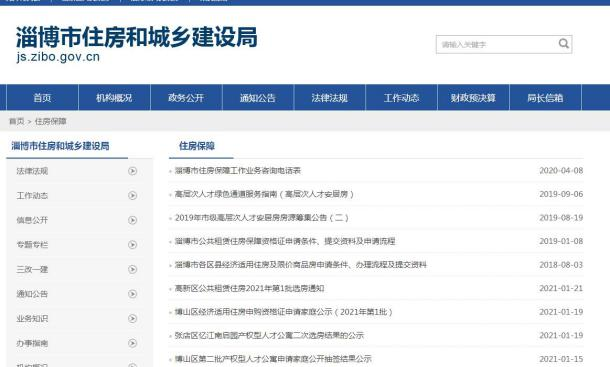 淄博市住房和城乡建设局
js.zibo.gov.cn
请输入关键字
首页 机构概况 政务公开 通知公告 法律法规 工作动态 财政预决算 局长信箱
首页 > 住房保障
淄博市住房和城乡建设局
法律法规
工作动态
信息公开
专题专栏
三改一建
通知公告
业务知识
办事指南
机构概况
住房保障
淄博市住房保障工作业务咨询电话表 2020-04-08
高层次人才绿色通道服务指南（高层次人才安居房） 2019-09-06
2019年市级高层次人才安居房房源筹集公告（二） 2019-08-19
淄博市公共租赁住房保障资格证申请条件、提交资料及申请流程 2019-01-08
淄博市各区县经济适用住房及限价商品房申请条件、办理流程及提交资料 2018-08-03
高新区公共租赁住房2021年第1批选房通知 2021-01-21
博山区经济适用住房申购资格证申请家庭公示（2021年第1批） 2021-01-19
张店区亿江南启园产权型人才公寓二次选房结果的公示 2021-01-19
博山区第二批产权型人才公寓申请家庭公开抽签结果公示 2021-01-15